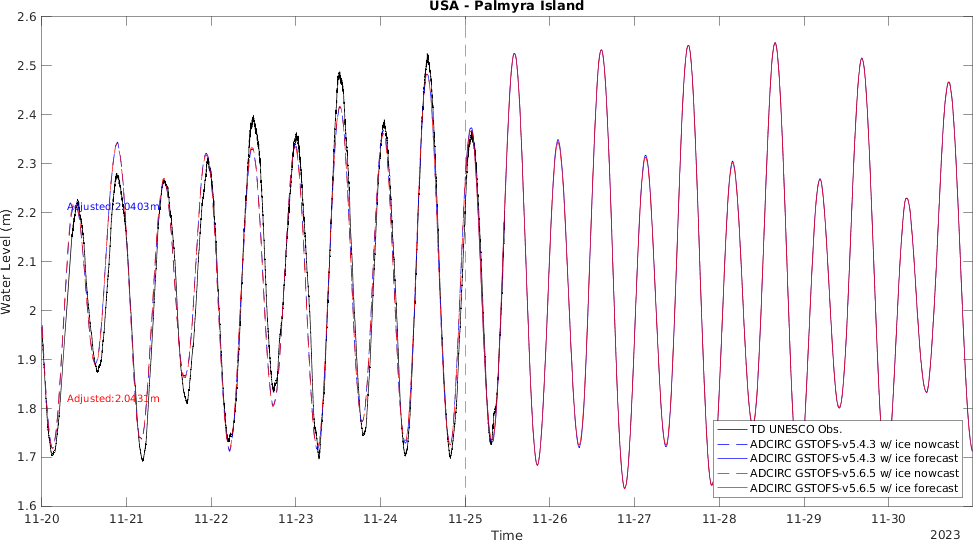 USA - Palmyra Island
2.6
2.5
2.4
2.3
2.2
2.1
2
1.9
1.8
1.7
1.6
Water Level (m)
Adjusted:2.0403m
Adjusted:2.0431m
TD UNESCO Obs.
ADCIRC GSTOFS-v5.4.3 w/ ice nowcast
ADCIRC GSTOFS-v5.4.3 w/ ice forecast
ADCIRC GSTOFS-v5.6.5 w/ ice nowcast
ADCIRC GSTOFS-v5.6.5 w/ ice forecast
11-20 11-21 11-22 11-23 11-24 11-25 11-26 11-27 11-28 11-29 11-30
Time
2023